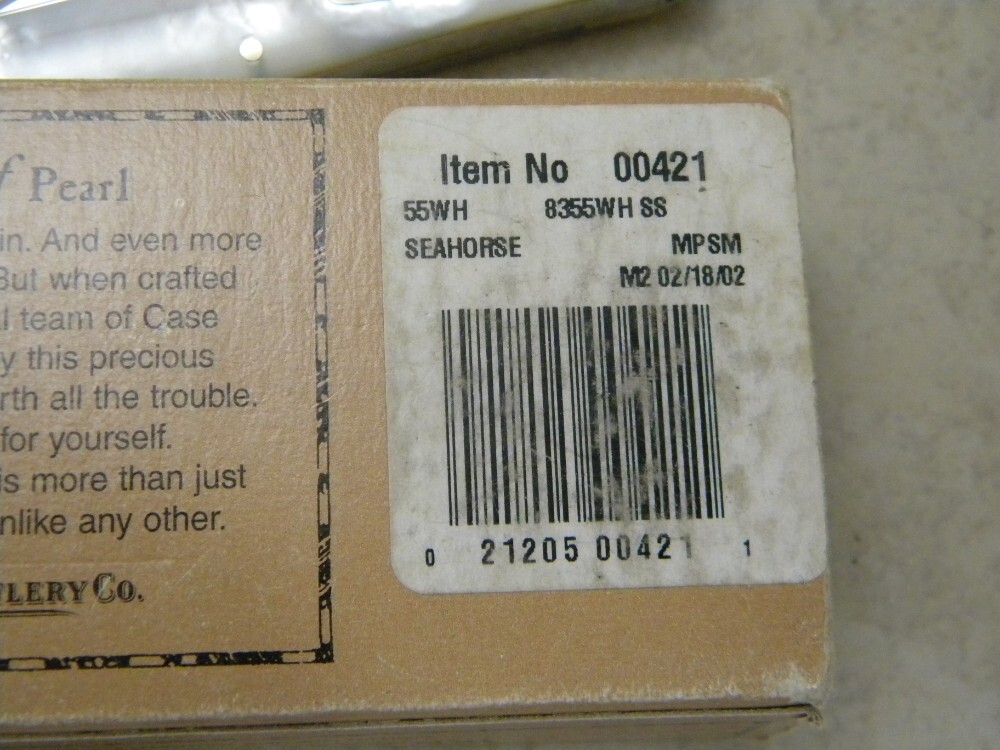 f Pearl
in. And even more
But when crafted
l team of Case
y this precious
rth all the trouble.
for yourself.
is more than just
nlike any other.
TLERY CO.
Item No 00421
55WH 8355WH SS
SEAHORSE MPSM
M2 02/18/02
0 21205 00421 1